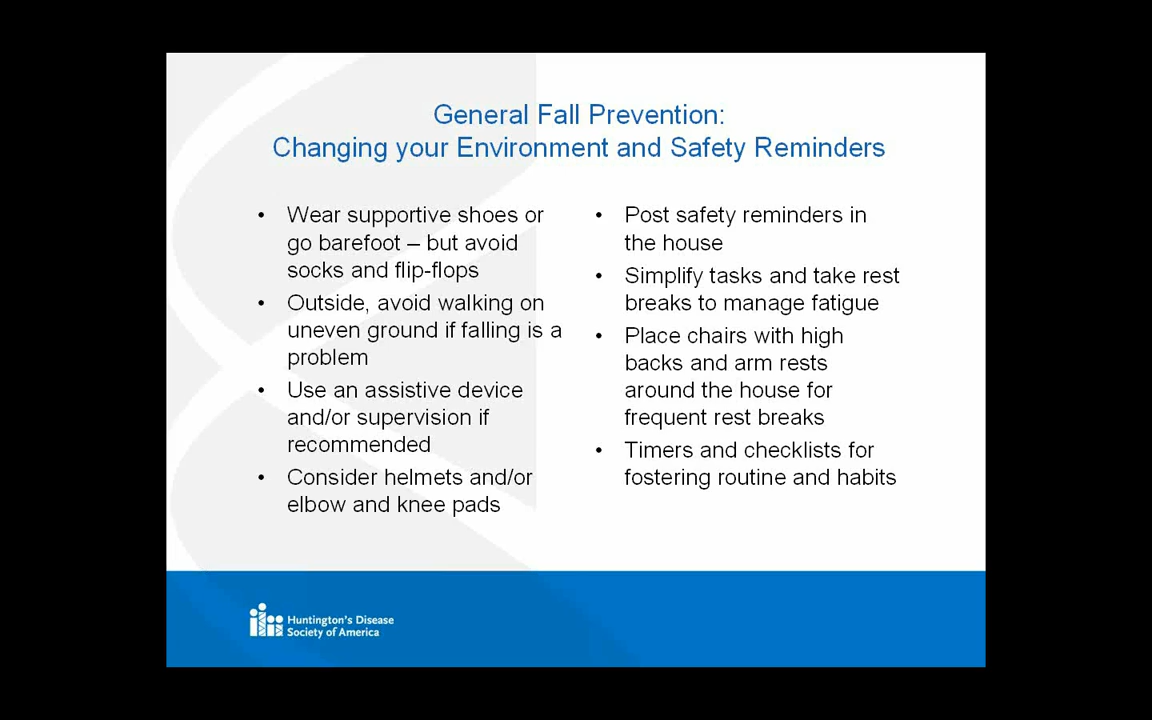 General Fall Prevention:
Changing your Environment and Safety Reminders
• Wear supportive shoes or
go barefoot – but avoid
socks and flip-flops
• Outside, avoid walking on
uneven ground if falling is a
problem
• Use an assistive device
and/or supervision if
recommended
• Consider helmets and/or
elbow and knee pads
• Post safety reminders in
the house
• Simplify tasks and take rest
breaks to manage fatigue
• Place chairs with high
backs and arm rests
around the house for
frequent rest breaks
• Timers and checklists for
fostering routine and habits
Huntington's Disease
Society of America